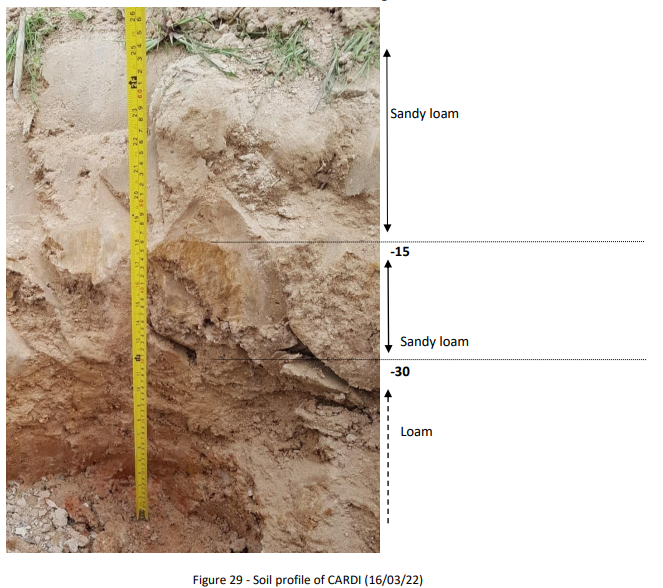 Sandy loam
-15
Sandy loam
-30
Loam
Figure 29 - Soil profile of CARDI (16/03/22)